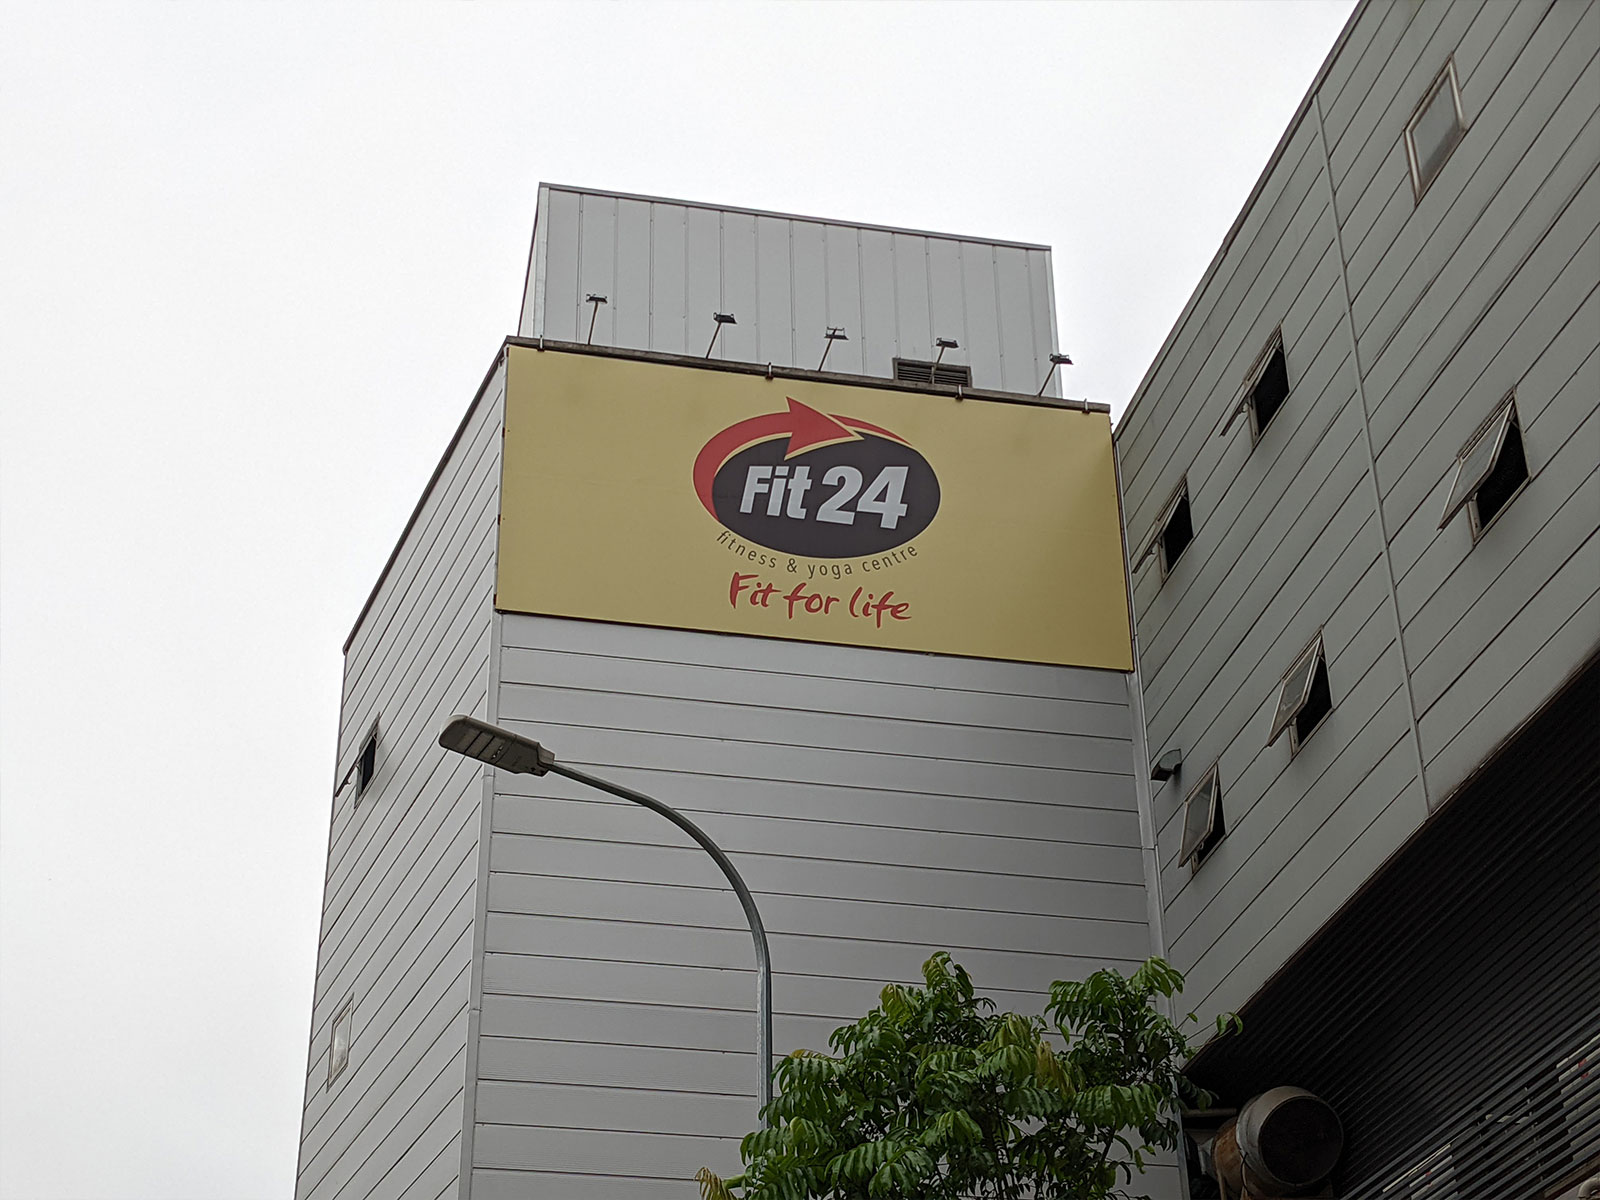 Fit24
fitness & yoga centre
Fit for life